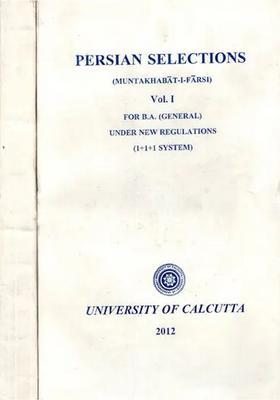 PERSIAN SELECTIONS
(MUNTAKHABĀT-I-FĀRSI)
Vol. I
FOR B.A. (GENERAL)
UNDER NEW REGULATIONS
(1+1+1 SYSTEM)
UNIVERSITY OF CALCUTTA
2012